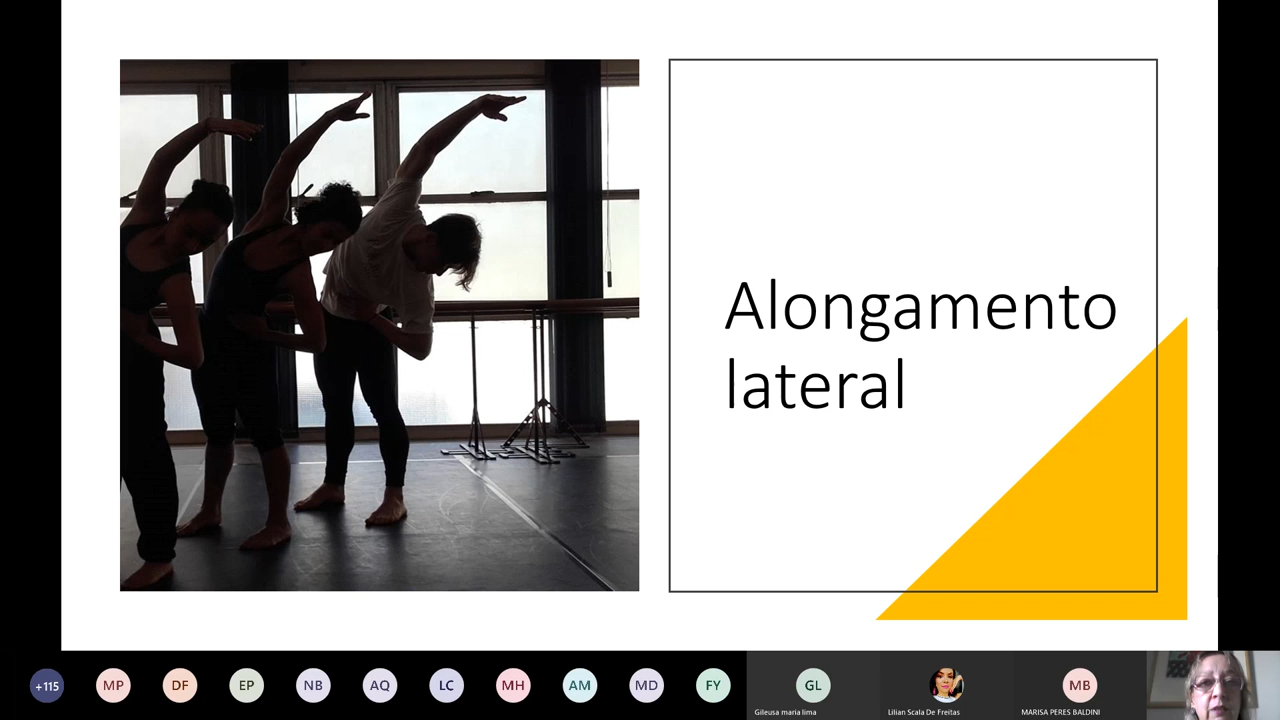 Alongamento
lateral
+115
MP
DF
EP
NB
AQ
LC
MH
AM
MD
FY
GL
MB
Gileusa maria lima
Lilian Scala De Freitas
MARISA PERES BALDINI